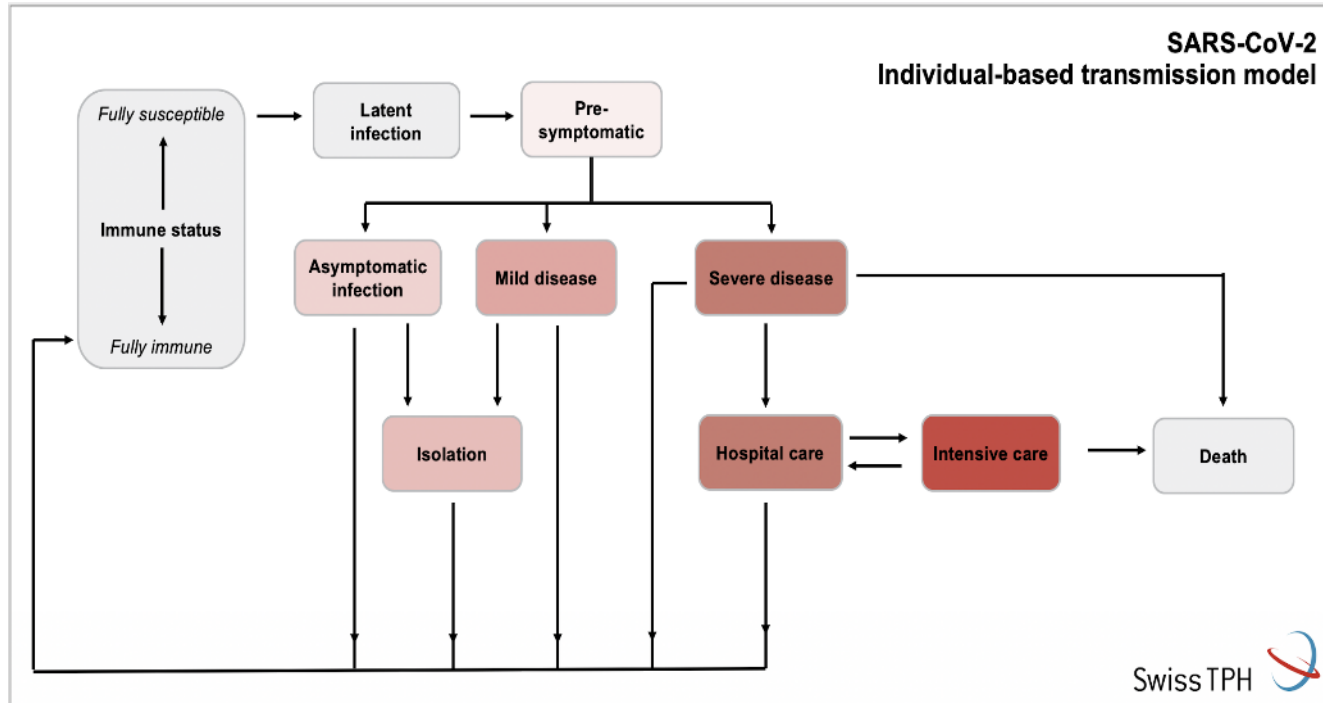 SARS-CoV-2
Individual-based transmission model
Fully susceptible
Immune status
Fully immune
Latent
infection
Pre-
symptomatic
Asymptomatic
infection
Mild disease
Severe disease
Isolation
Hospital care
Intensive care
Death
Swiss TPH